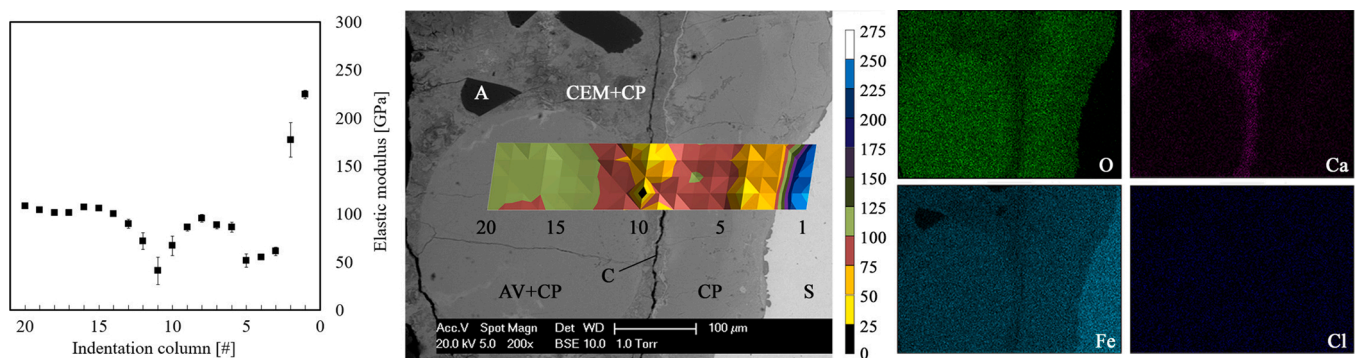 300
250
200
150
100
50
0
Elastic modulus [GPa]
20 15 10 5 0
Indentation column [#]
A
CEM+CP
20 10 5 1
C
AV+CP
CP
S
Acc.V Spot Magn Det WD
20.0 kV 5.0 200x BSE 10.0 1.0 Torr
100 µm
275
250
225
200
175
150
125
100
75
50
25
0
O
Ca
Fe
Cl